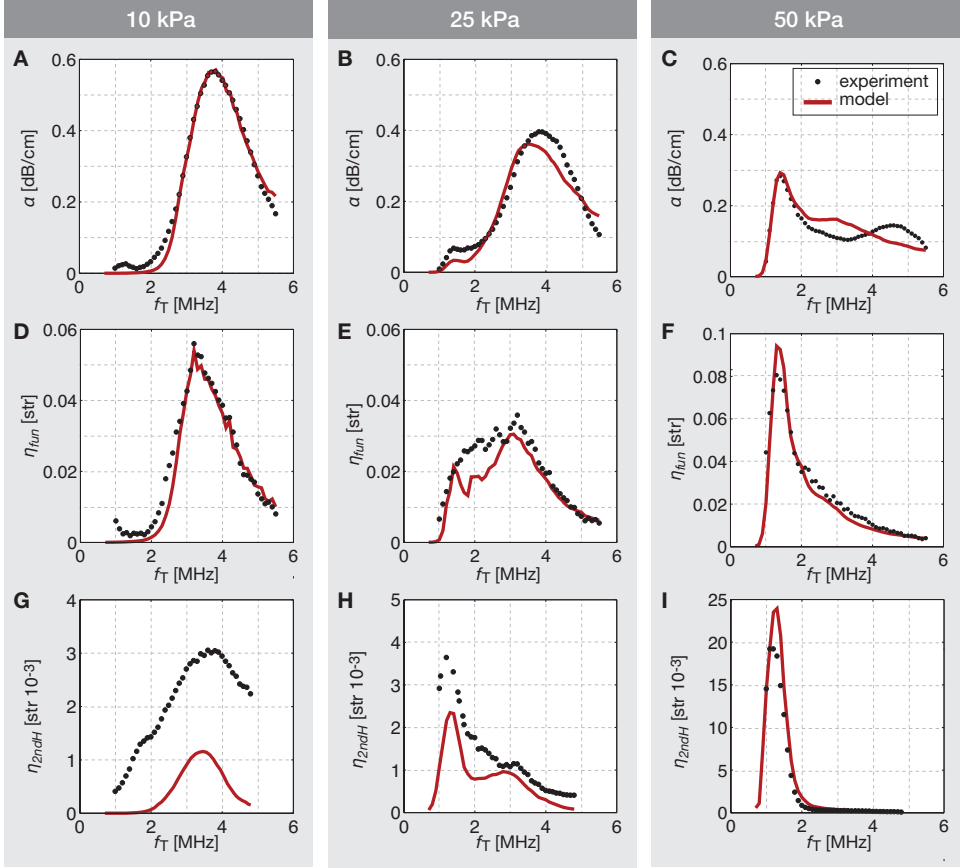 10 kPa
25 kPa
50 kPa
A
0.6
0.4
0.2
0
α [dB/cm]
0 2 4 6
fT [MHz]
B
0.6
0.4
0.2
0
α [dB/cm]
0 2 4 6
fT [MHz]
C
0.6
0.4
0.2
0
α [dB/cm]
experiment
model
0 2 4 6
fT [MHz]
D
0.06
0.04
0.02
0
ηfun [str]
0 2 4 6
fT [MHz]
E
0.06
0.04
0.02
0
ηfun [str]
0 2 4 6
fT [MHz]
F
0.1
0.08
0.06
0.04
0.02
0
ηfun [str]
0 2 4 6
fT [MHz]
G
4
3
2
1
0
η2ndH [str 10-3]
0 2 4 6
fT [MHz]
H
5
4
3
2
1
0
η2ndH [str 10-3]
0 2 4 6
fT [MHz]
I
25
20
15
10
5
0
η2ndH [str 10-3]
0 2 4 6
fT [MHz]